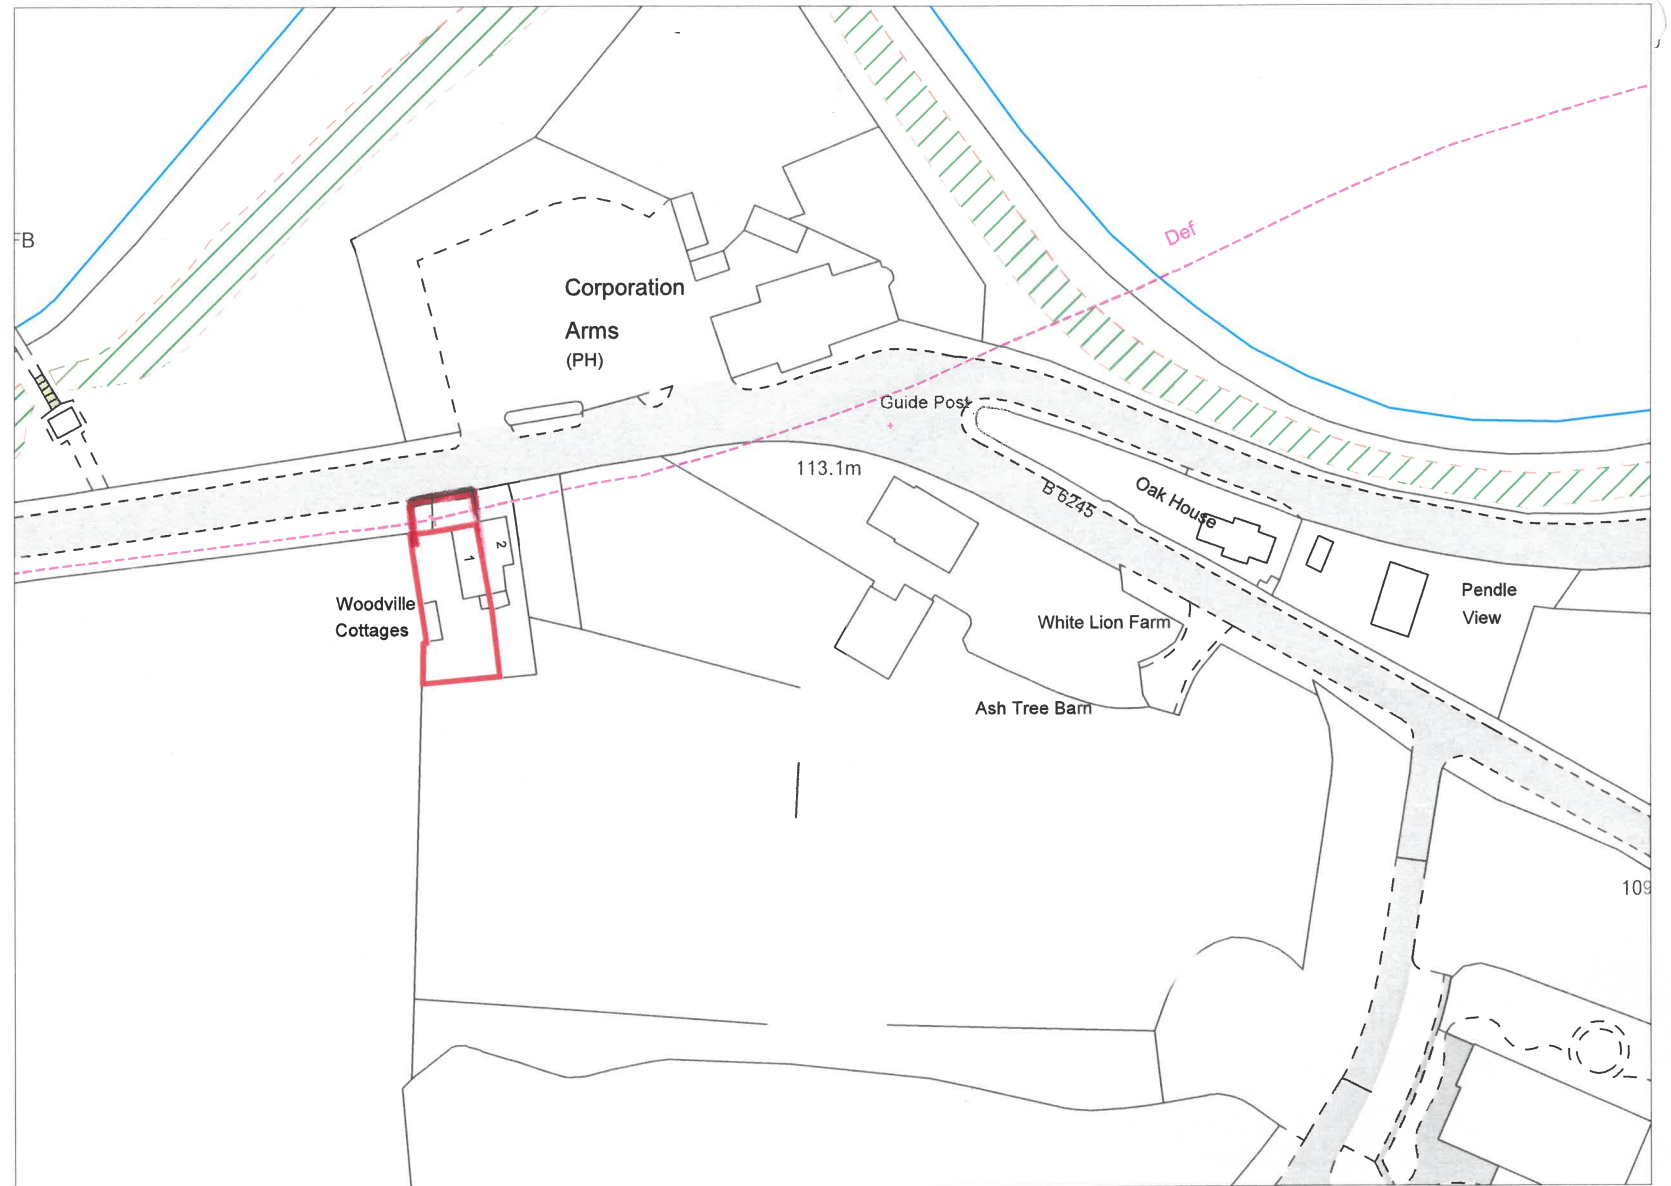 FB
Def
Corporation
Arms
(PH)
Guide Post
113.1m
Oak House
B 6245
2
1
Pendle
View
Woodville
Cottages
White Lion Farm
Ash Tree Barn
109